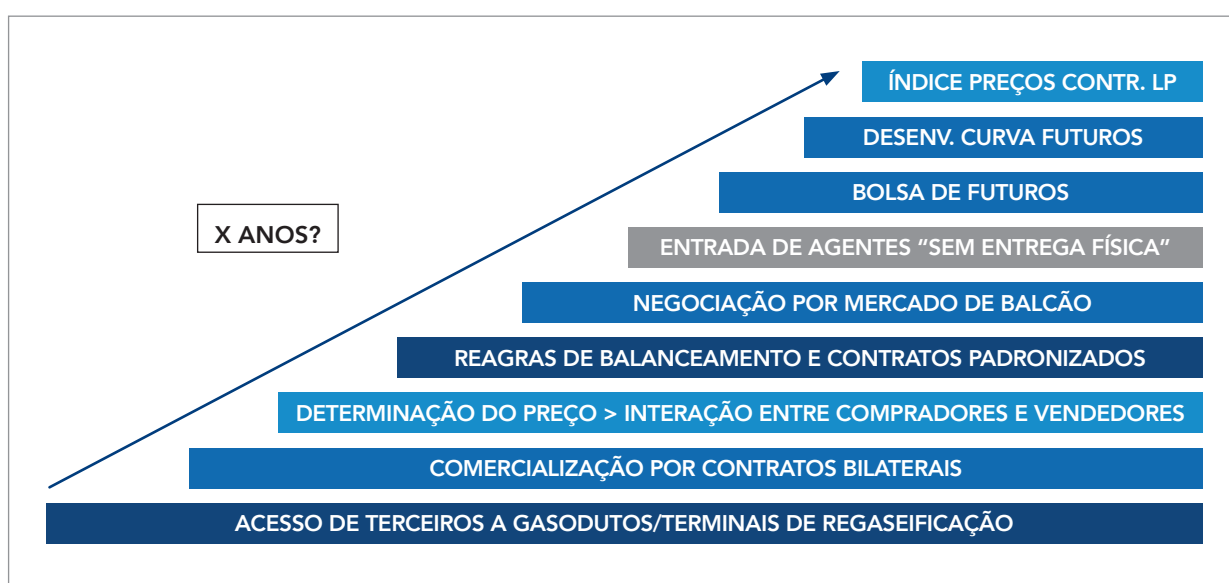 ÍNDICE PREÇOS CONTR. LP
DESENV. CURVA FUTUROS
BOLSA DE FUTUROS
X ANOS?
ENTRADA DE AGENTES “SEM ENTREGA FÍSICA”
NEGOCIAÇÃO POR MERCADO DE BALCÃO
REAGRAS DE BALANCEAMENTO E CONTRATOS PADRONIZADOS
DETERMINAÇÃO DO PREÇO > INTERAÇÃO ENTRE COMPRADORES E VENDEDORES
COMERCIALIZAÇÃO POR CONTRATOS BILATERAIS
ACESSO DE TERCEIROS A GASODUTOS/TERMINAIS DE REGASEIFICAÇÃO